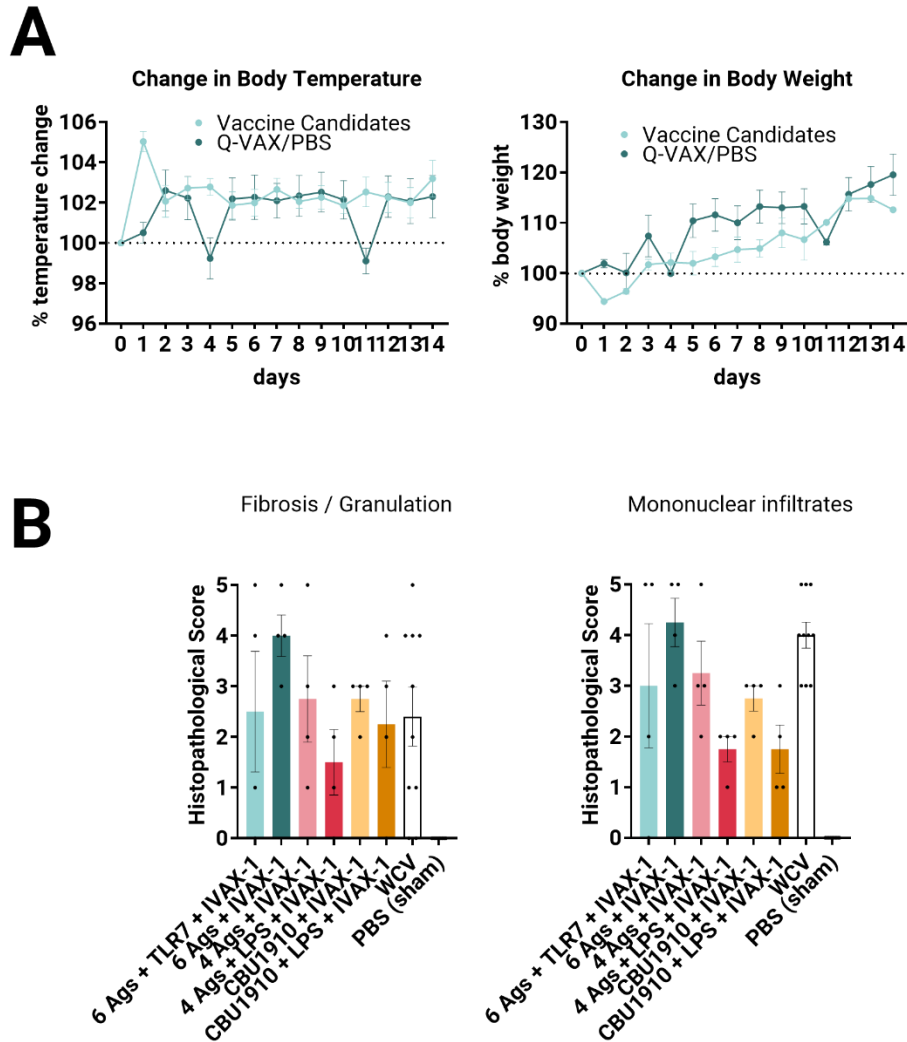 A
Change in Body Temperature
Change in Body Weight
% temperature change
106
104
102
100
98
96
Vaccine Candidates
Q-VAX/PBS
0 1 2 3 4 5 6 7 8 9 10 11 12 13 14
days
% body weight
130
120
110
100
90
Vaccine Candidates
Q-VAX/PBS
0 1 2 3 4 5 6 7 8 9 10 11 12 13 14
days
B
Fibrosis / Granulation
Mononuclear infiltrates
Histopathological Score
5
4
3
2
1
0
6 Ags + TLR7 + IVAX-1
6 Ags + IVAX-1
4 Ags + IVAX-1
4 Ags + LPS + IVAX-1
CBU1910 + IVAX-1
CBU1910 + LPS + IVAX-1
WCV
PBS (sham)
Histopathological Score
5
4
3
2
1
0
6 Ags + TLR7 + IVAX-1
6 Ags + IVAX-1
4 Ags + IVAX-1
4 Ags + LPS + IVAX-1
CBU1910 + IVAX-1
CBU1910 + LPS + IVAX-1
WCV
PBS (sham)